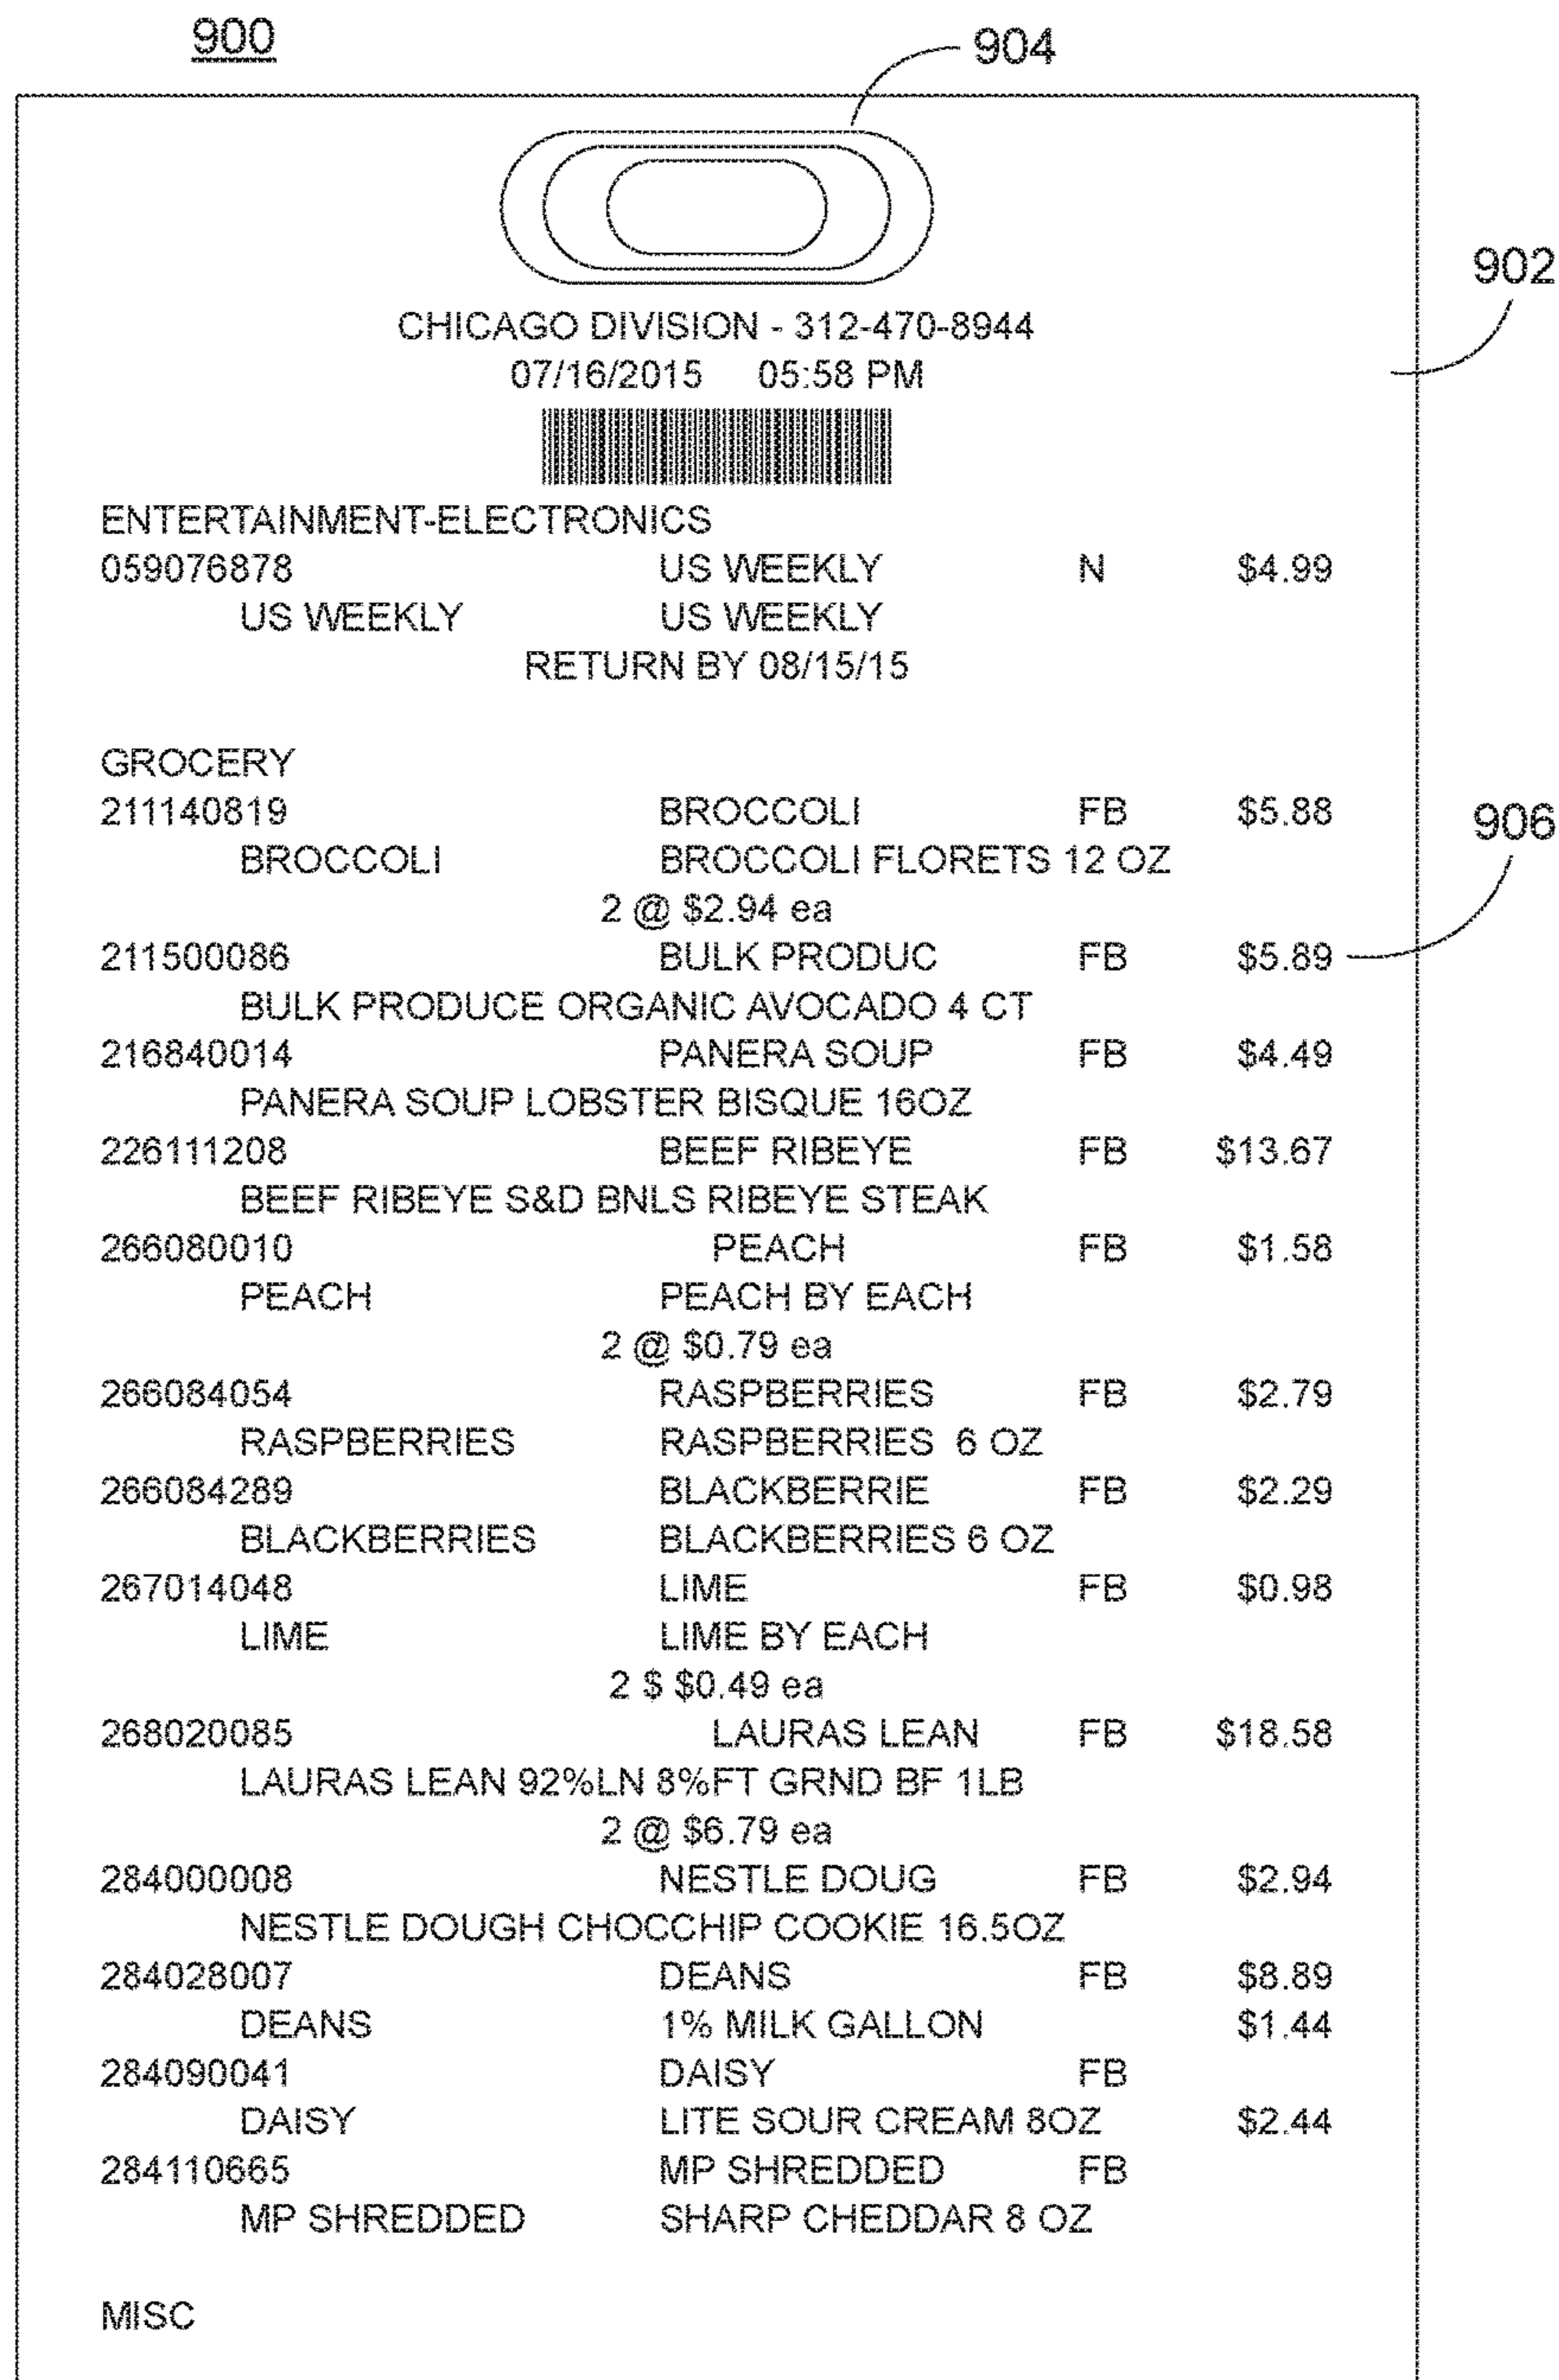 900
904
902
CHICAGO DIVISION - 312-470-8944
07/16/2015 05:58 PM
ENTERTAINMENT-ELECTRONICS
059076878 US WEEKLY N $4.99
US WEEKLY US WEEKLY
RETURN BY 08/15/15
GROCERY
211140819 BROCCOLI FB $5.88
906
BROCCOLI BROCCOLI FLORETS 12 OZ
2 @ $2.94 ea
211500086 BULK PRODUC FB $5.89
BULK PRODUCE ORGANIC AVOCADO 4 CT
216840014 PANERA SOUP FB $4.49
PANERA SOUP LOBSTER BISQUE 16OZ
226111208 BEEF RIBEYE FB $13.67
BEEF RIBEYE S&D BNLS RIBEYE STEAK
266080010 PEACH FB $1.58
PEACH PEACH BY EACH
2 @ $0.79 ea
266084054 RASPBERRIES FB $2.79
RASPBERRIES RASPBERRIES 6 OZ
266084289 BLACKBERRIE FB $2.29
BLACKBERRIES BLACKBERRIES 6 OZ
267014048 LIME FB $0.98
LIME LIME BY EACH
2 $ $0.49 ea
268020085 LAURAS LEAN FB $18.58
LAURAS LEAN 92%LN 8%FT GRND BF 1LB
2 @ $6.79 ea
284000008 NESTLE DOUG FB $2.94
NESTLE DOUGH CHOCCHIP COOKIE 16.5OZ
284028007 DEANS FB $8.89
DEANS 1% MILK GALLON $1.44
284090041 DAISY FB
DAISY LITE SOUR CREAM 8OZ $2.44
284110665 MP SHREDDED FB
MP SHREDDED SHARP CHEDDAR 8 OZ
MISC